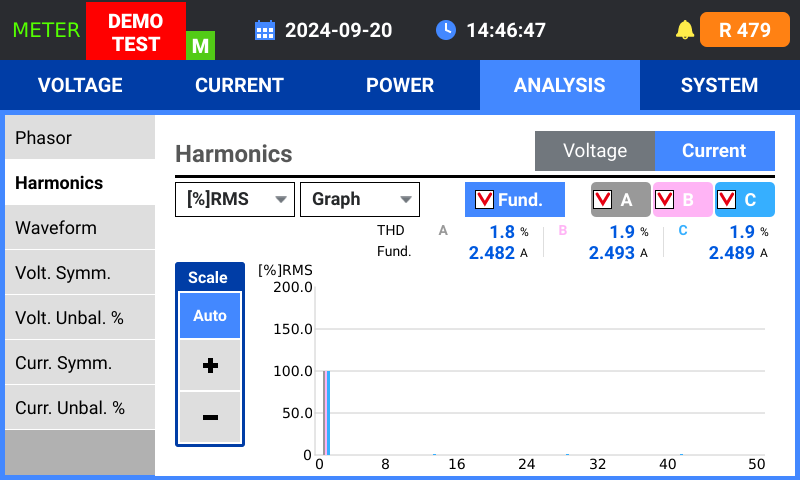 METER
DEMO
TEST
M
2024-09-20
14:46:47
R 479
VOLTAGE
CURRENT
POWER
ANALYSIS
SYSTEM
Phasor
Harmonics
Waveform
Volt. Symm.
Volt. Unbal. %
Curr. Symm.
Curr. Unbal. %
Harmonics
Voltage
Current
[%]RMS
Graph
Fund.
A
B
C
THD A 1.8 % B 1.9 % C 1.9 %
Fund. 2.482 A 2.493 A 2.489 A
Scale
Auto
+
−
[%]RMS
200.0
150.0
100.0
50.0
0
0 8 16 24 32 40 50